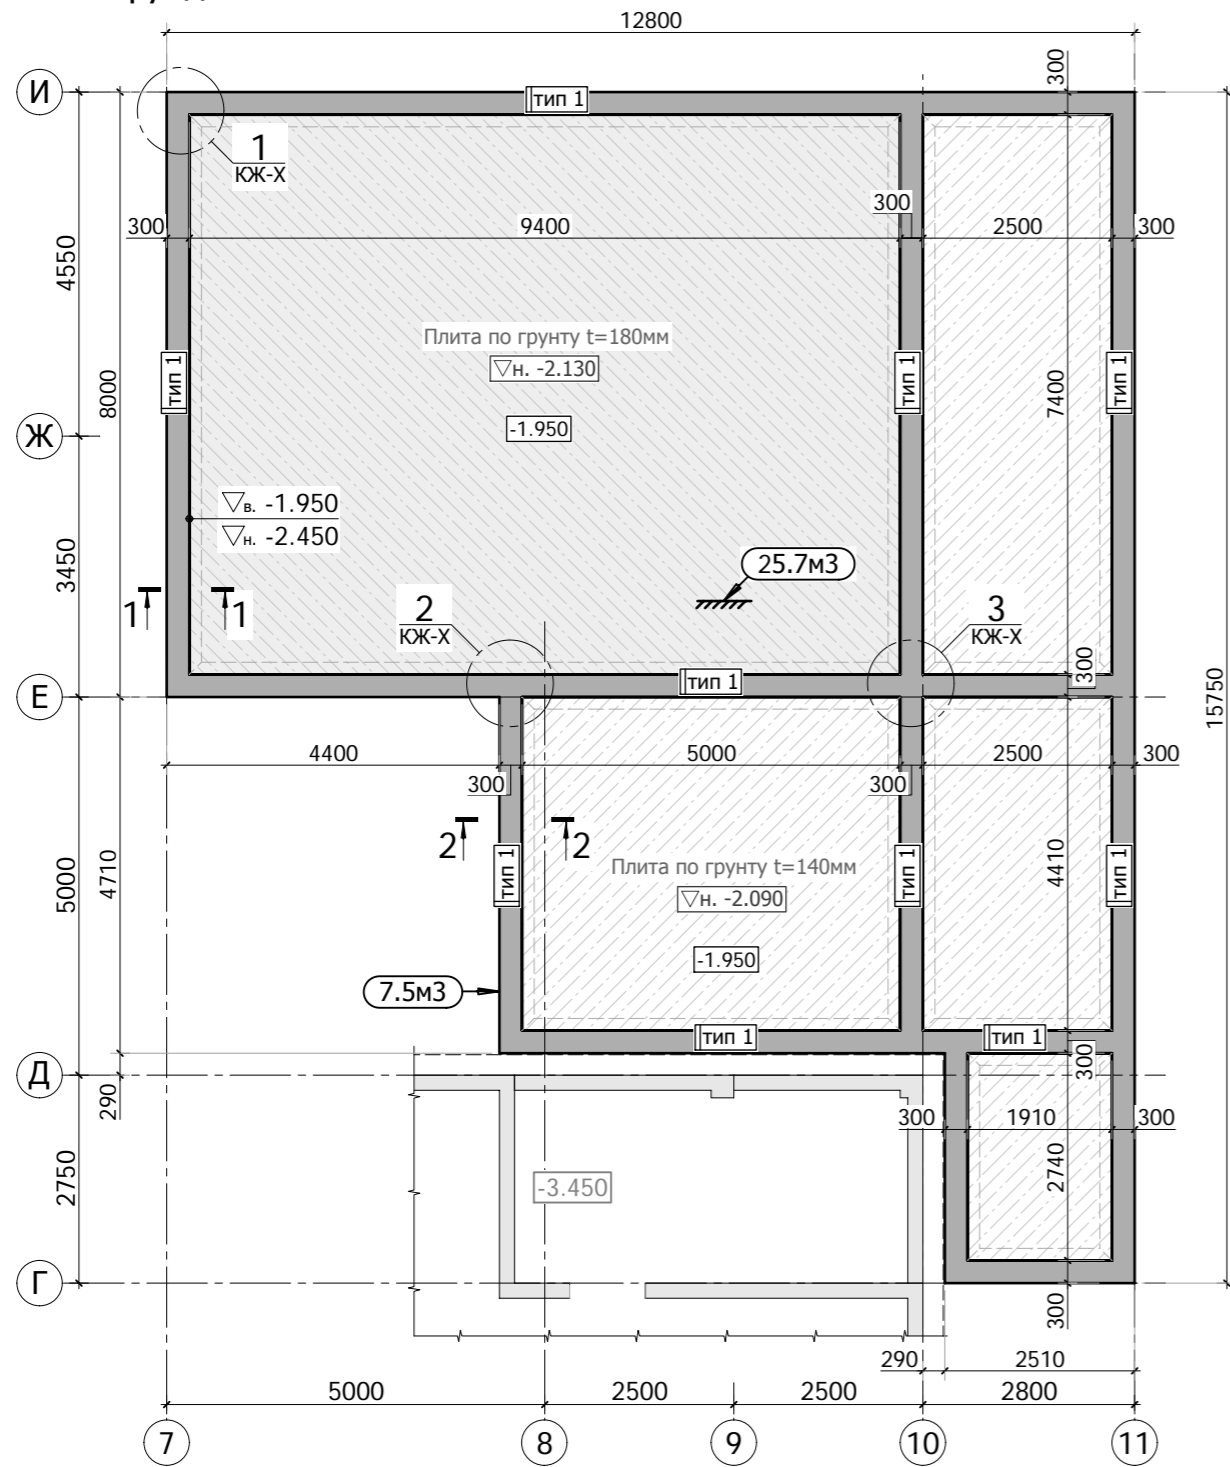 12800
И
тип 1
300
1
КЖ-Х
300
9400
300
2500
300
4550
8000
Плита по грунту t=180мм
▽н. -2.130
-1.950
тип 1
тип 1
тип 1
7400
Ж
▽в. -1.950
▽н. -2.450
3450
25.7м3
1
1
2
КЖ-Х
3
КЖ-Х
300
15750
Е
тип 1
4400
5000
2500
300
300
300
2
2
5000
4710
тип 1
Плита по грунту t=140мм
▽н. -2.090
-1.950
тип 1
тип 1
4410
7.5м3
тип 1
тип 1
300
Д
290
300
1910
300
2750
-3.450
2740
Г
300
290
2510
5000
2500
2500
2800
7
8
9
10
11